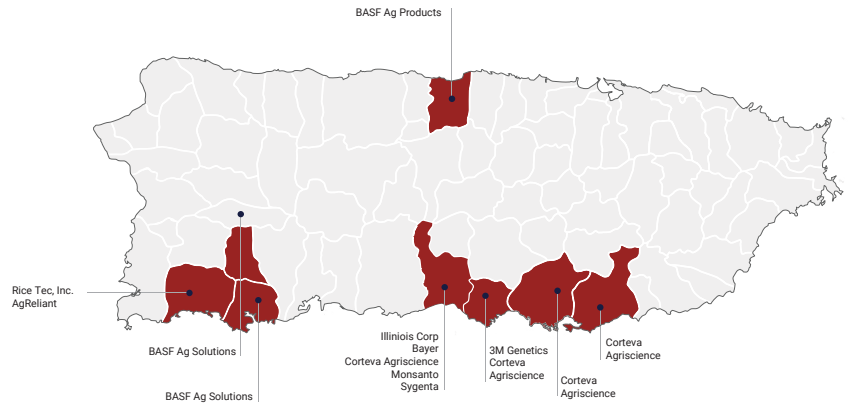 BASF Ag Products
Rice Tec, Inc.
AgReliant
BASF Ag Solutions
BASF Ag Solutions
Illiniois Corp
Bayer
Corteva Agriscience
Monsanto
Sygenta
3M Genetics
Corteva
Agriscience
Corteva
Agriscience
Corteva
Agriscience